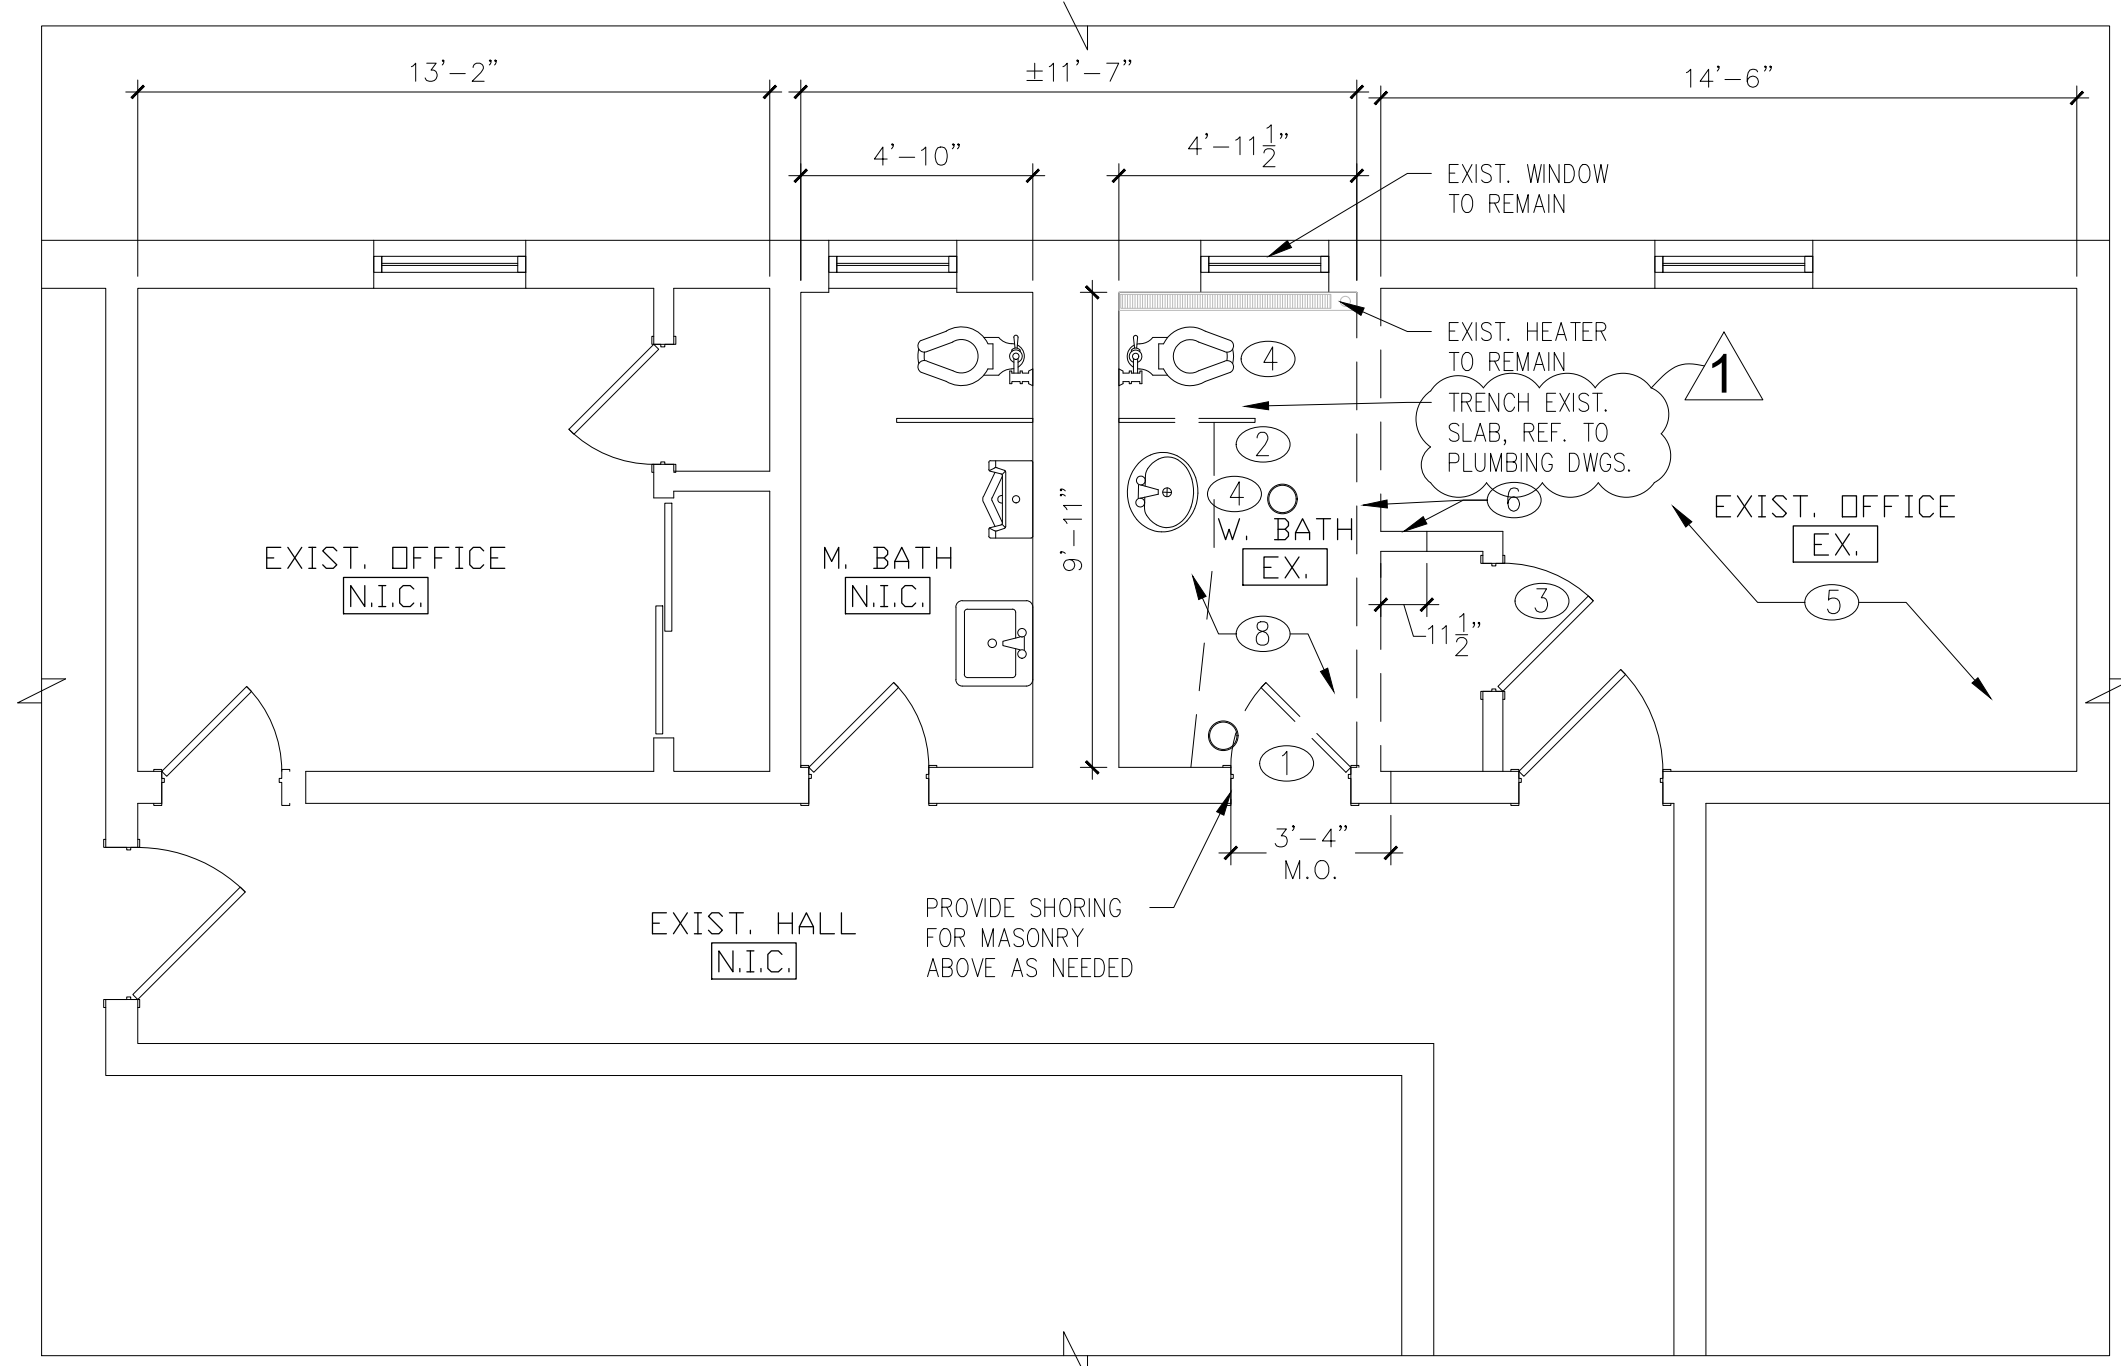 13'-2"
±11'-7"
14'-6"
4'-10"
4'-11 1/2"
EXIST. WINDOW
TO REMAIN
EXIST. HEATER
TO REMAIN
1
TRENCH EXIST.
SLAB, REF. TO
PLUMBING DWGS.
4
2
4
6
9'-11"
EXIST. OFFICE
N.I.C.
M. BATH
N.I.C.
W. BATH
EX.
EXIST. OFFICE
EX.
3
5
8
11 1/2"
1
3'-4"
M.O.
PROVIDE SHORING
FOR MASONRY
ABOVE AS NEEDED
EXIST. HALL
N.I.C.